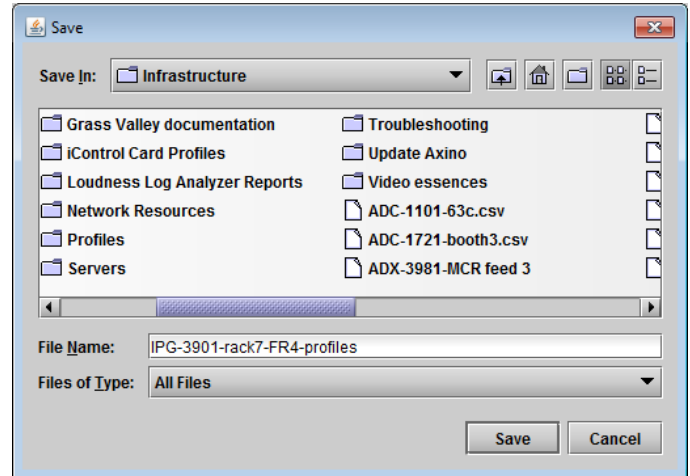 Save
Save In: Infrastructure
Grass Valley documentation
iControl Card Profiles
Loudness Log Analyzer Reports
Network Resources
Profiles
Servers
Troubleshooting
Update Axino
Video essences
ADC-1101-63c.csv
ADC-1721-booth3.csv
ADX-3981-MCR feed 3
File Name: IPG-3901-rack7-FR4-profiles
Files of Type: All Files
Save Cancel